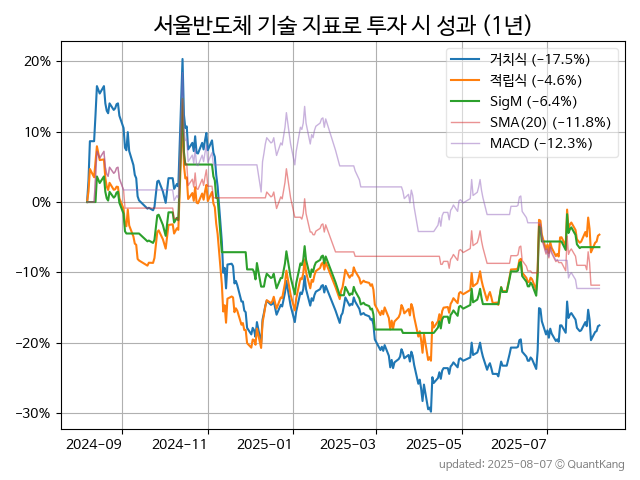 서울반도체 기술 지표로 투자 시 성과 (1년)
거치식 (−17.5%)
적립식 (−4.6%)
SigM (−6.4%)
SMA(20) (−11.8%)
MACD (−12.3%)
20%
10%
0%
−10%
−20%
−30%
2024-09 2024-11 2025-01 2025-03 2025-05 2025-07
updated: 2025-08-07 © QuantKang